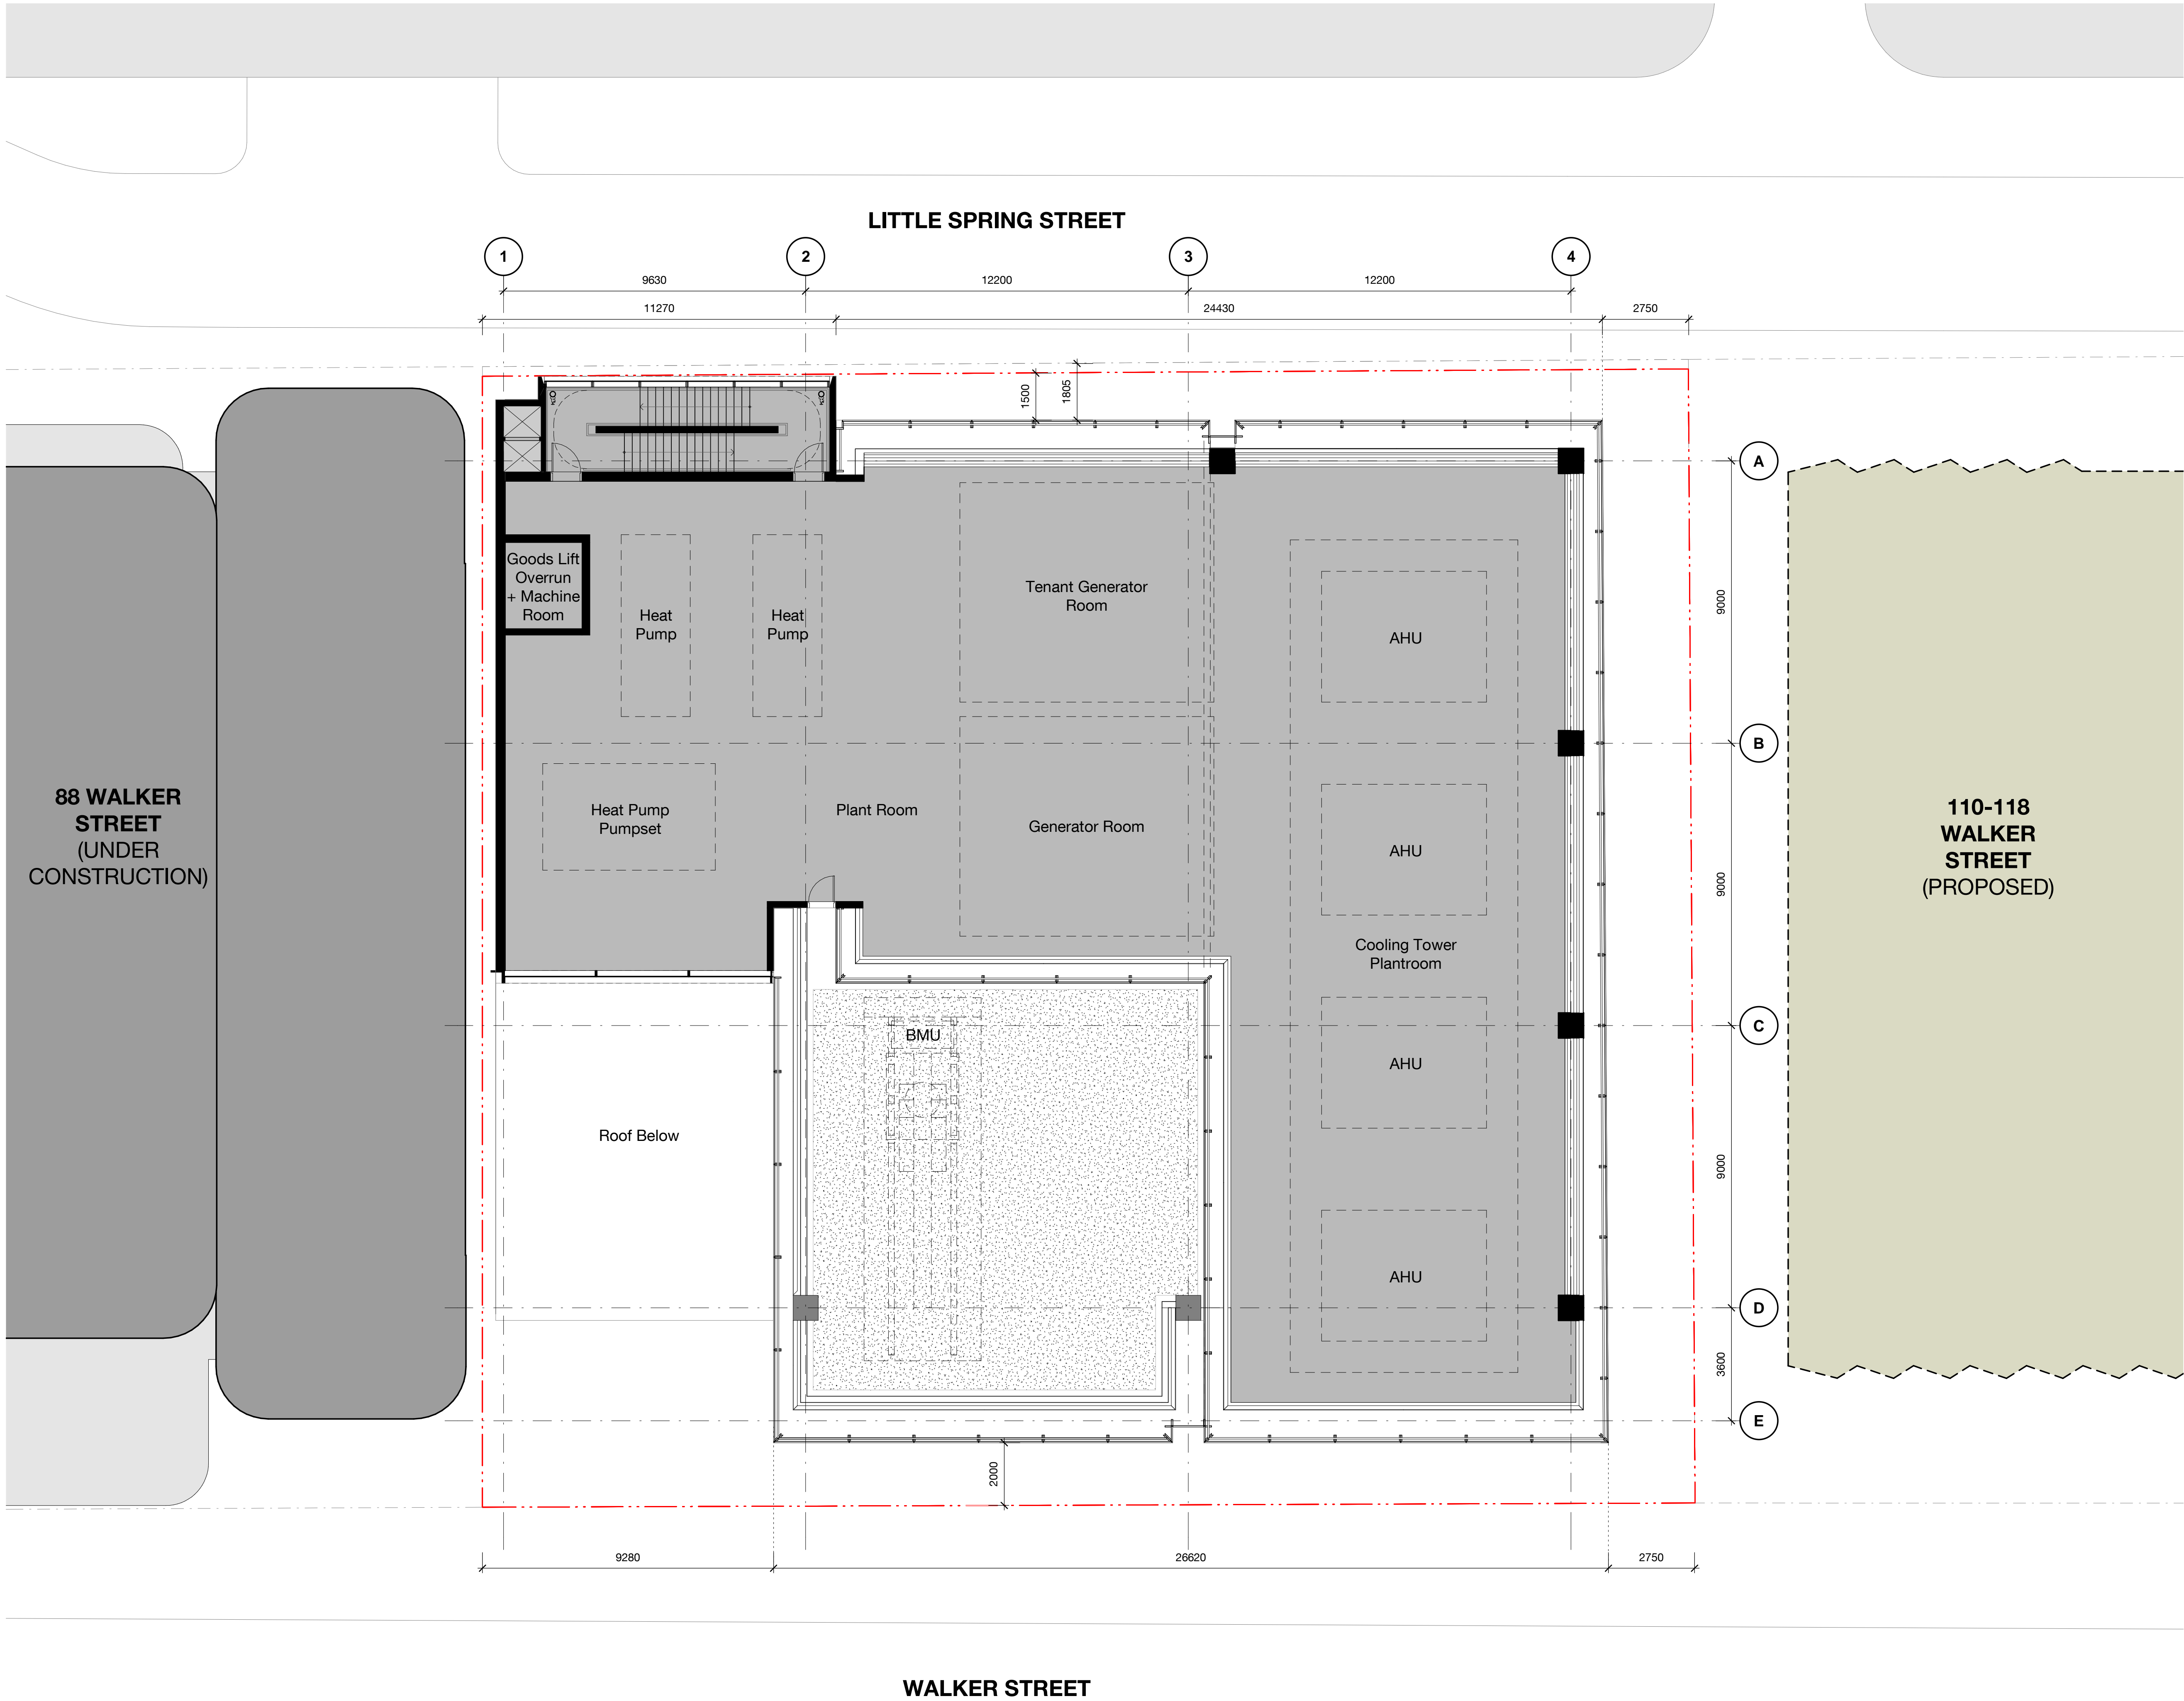 LITTLE SPRING STREET
1
2
3
4
9630
12200
12200
11270
24430
2750
1500
1805
A
Goods Lift
Overrun
+ Machine
Room
Heat
Pump
Heat
Pump
Tenant Generator
Room
AHU
9000
B
88 WALKER
STREET
(UNDER
CONSTRUCTION)
Heat Pump
Pumpset
Plant Room
Generator Room
AHU
9000
110-118
WALKER
STREET
(PROPOSED)
Cooling Tower
Plantroom
C
BMU
AHU
Roof Below
9000
AHU
D
3600
E
2000
9280
26620
2750
WALKER STREET